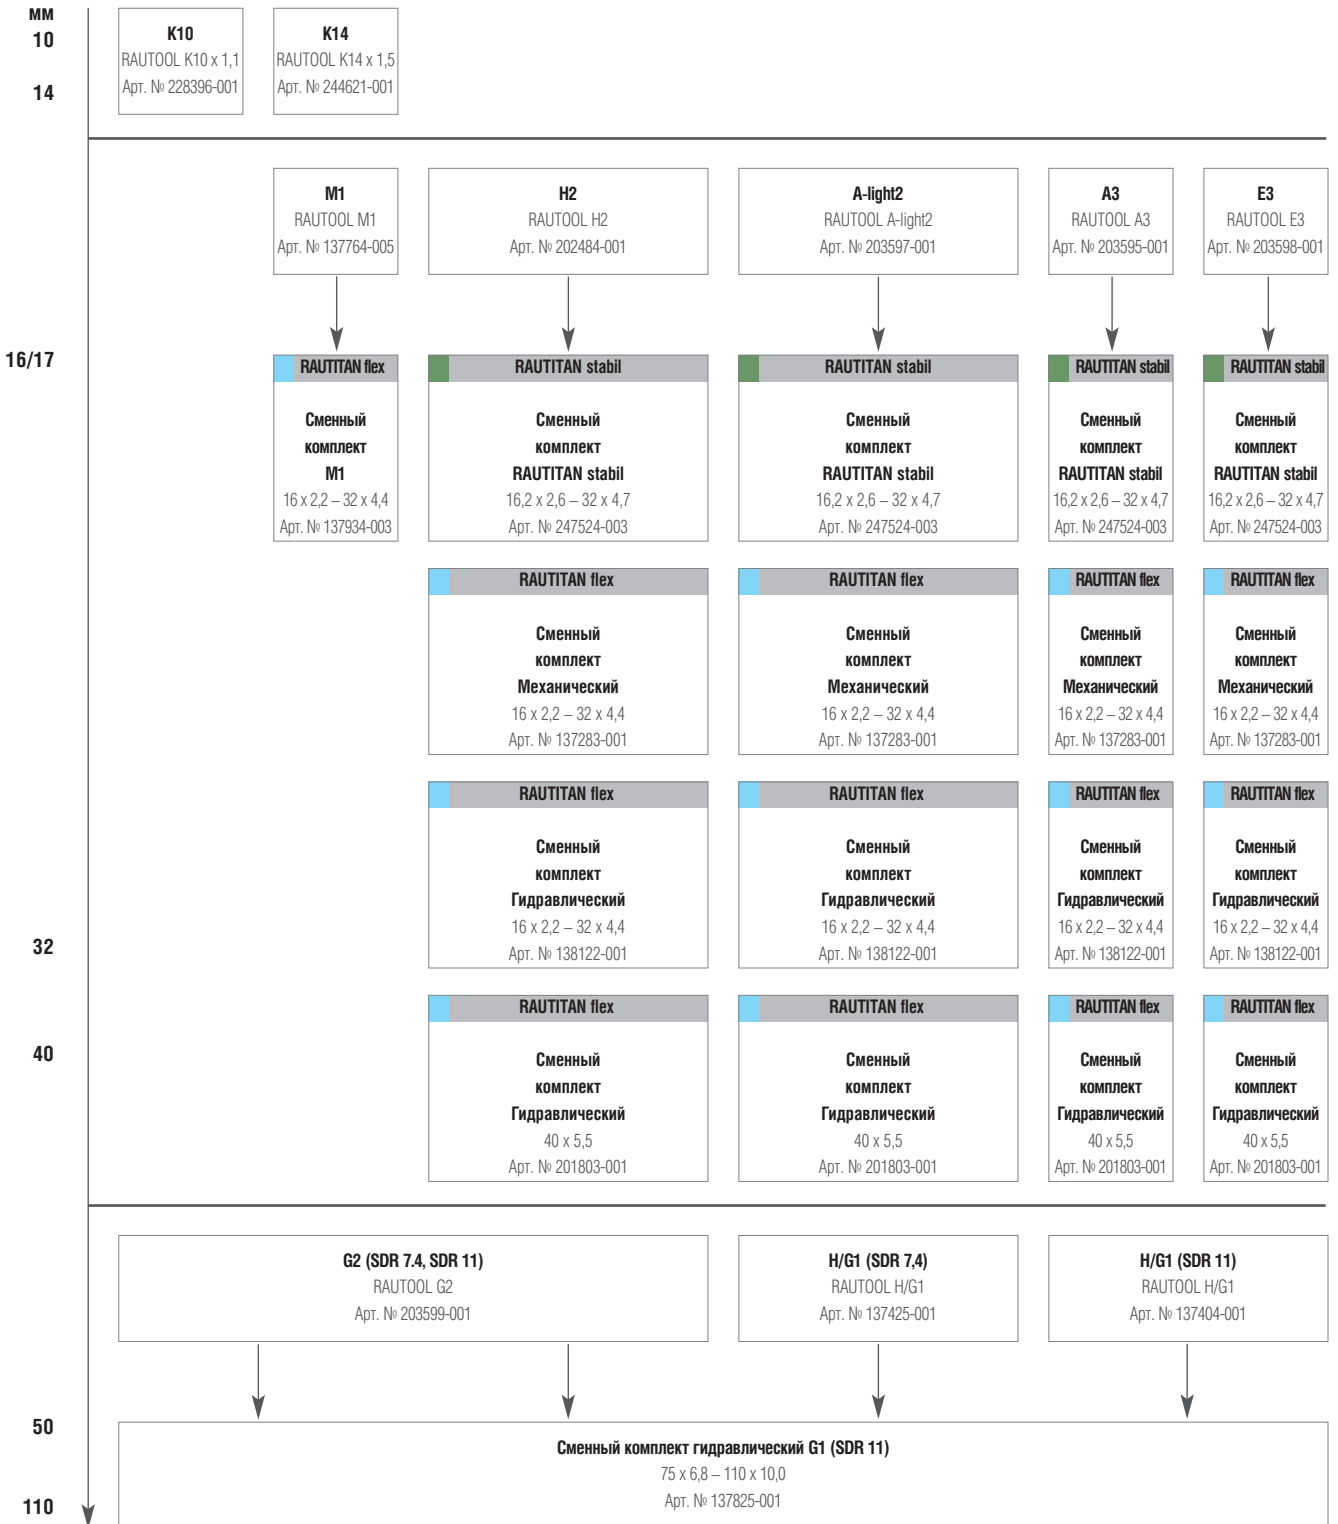 мм
10
14
K10
RAUTOOL K10 x 1,1
Арт. № 228396-001
K14
RAUTOOL K14 x 1,5
Арт. № 244621-001
M1
RAUTOOL M1
Арт. № 137764-005
H2
RAUTOOL H2
Арт. № 202484-001
A-light2
RAUTOOL A-light2
Арт. № 203597-001
A3
RAUTOOL A3
Арт. № 203595-001
E3
RAUTOOL E3
Арт. № 203598-001
16/17
RAUTITAN flex
Сменный
комплект
M1
16 x 2,2 – 32 x 4,4
Арт. № 137934-003
RAUTITAN stabil
Сменный
комплект
RAUTITAN stabil
16,2 x 2,6 – 32 x 4,7
Арт. № 247524-003
RAUTITAN stabil
Сменный
комплект
RAUTITAN stabil
16,2 x 2,6 – 32 x 4,7
Арт. № 247524-003
RAUTITAN stabil
Сменный
комплект
RAUTITAN stabil
16,2 x 2,6 – 32 x 4,7
Арт. № 247524-003
RAUTITAN stabil
Сменный
комплект
RAUTITAN stabil
16,2 x 2,6 – 32 x 4,7
Арт. № 247524-003
RAUTITAN flex
Сменный
комплект
Механический
16 x 2,2 – 32 x 4,4
Арт. № 137283-001
RAUTITAN flex
Сменный
комплект
Механический
16 x 2,2 – 32 x 4,4
Арт. № 137283-001
RAUTITAN flex
Сменный
комплект
Механический
16 x 2,2 – 32 x 4,4
Арт. № 137283-001
RAUTITAN flex
Сменный
комплект
Механический
16 x 2,2 – 32 x 4,4
Арт. № 137283-001
32
RAUTITAN flex
Сменный
комплект
Гидравлический
16 x 2,2 – 32 x 4,4
Арт. № 138122-001
RAUTITAN flex
Сменный
комплект
Гидравлический
16 x 2,2 – 32 x 4,4
Арт. № 138122-001
RAUTITAN flex
Сменный
комплект
Гидравлический
16 x 2,2 – 32 x 4,4
Арт. № 138122-001
RAUTITAN flex
Сменный
комплект
Гидравлический
16 x 2,2 – 32 x 4,4
Арт. № 138122-001
40
RAUTITAN flex
Сменный
комплект
Гидравлический
40 x 5,5
Арт. № 201803-001
RAUTITAN flex
Сменный
комплект
Гидравлический
40 x 5,5
Арт. № 201803-001
RAUTITAN flex
Сменный
комплект
Гидравлический
40 x 5,5
Арт. № 201803-001
RAUTITAN flex
Сменный
комплект
Гидравлический
40 x 5,5
Арт. № 201803-001
G2 (SDR 7.4, SDR 11)
RAUTOOL G2
Арт. № 203599-001
H/G1 (SDR 7,4)
RAUTOOL H/G1
Арт. № 137425-001
H/G1 (SDR 11)
RAUTOOL H/G1
Арт. № 137404-001
50
110
Сменный комплект гидравлический G1 (SDR 11)
75 x 6,8 – 110 x 10,0
Арт. № 137825-001